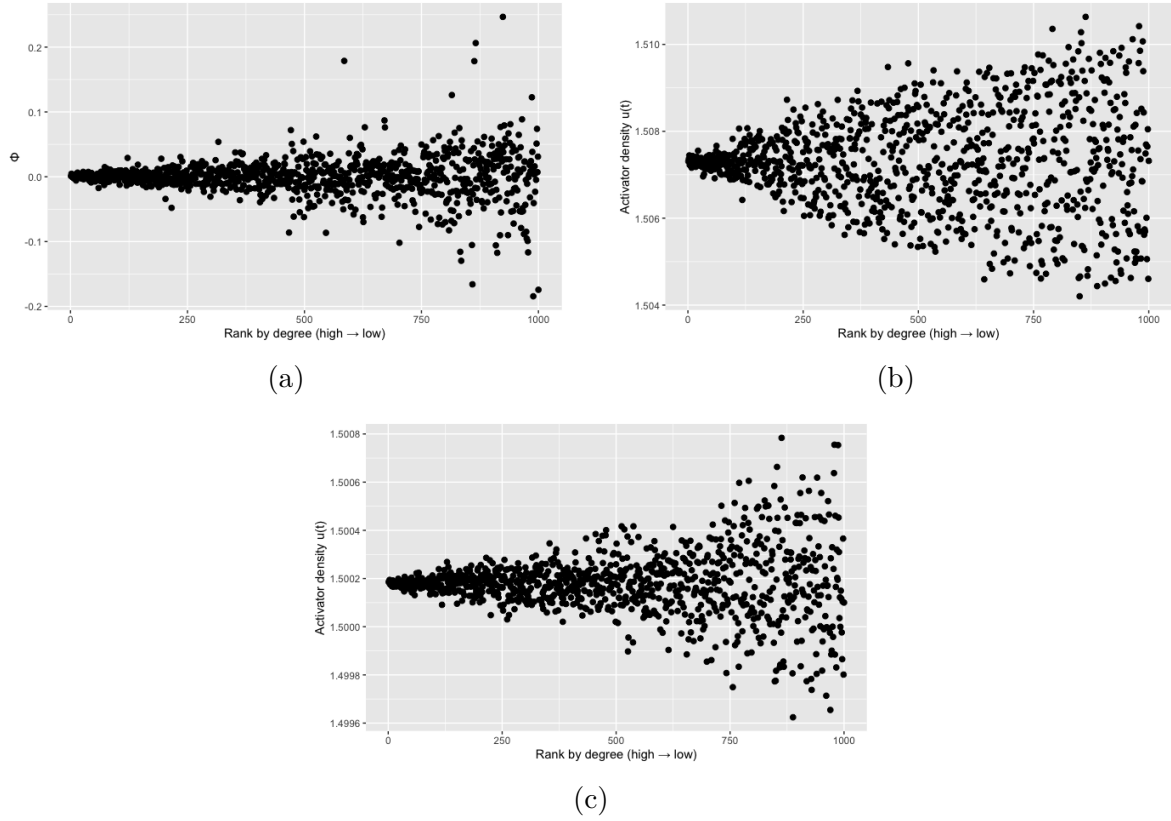 0.2
0.1
0.0
-0.1
-0.2
Φ
0 250 500 750 1000
Rank by degree (high → low)
(a)
1.510
1.508
1.506
1.504
Activator density u(t)
0 250 500 750 1000
Rank by degree (high → low)
(b)
1.5008
1.5006
1.5004
1.5002
1.5000
1.4998
1.4996
Activator density u(t)
0 250 500 750 1000
Rank by degree (high → low)
(c)